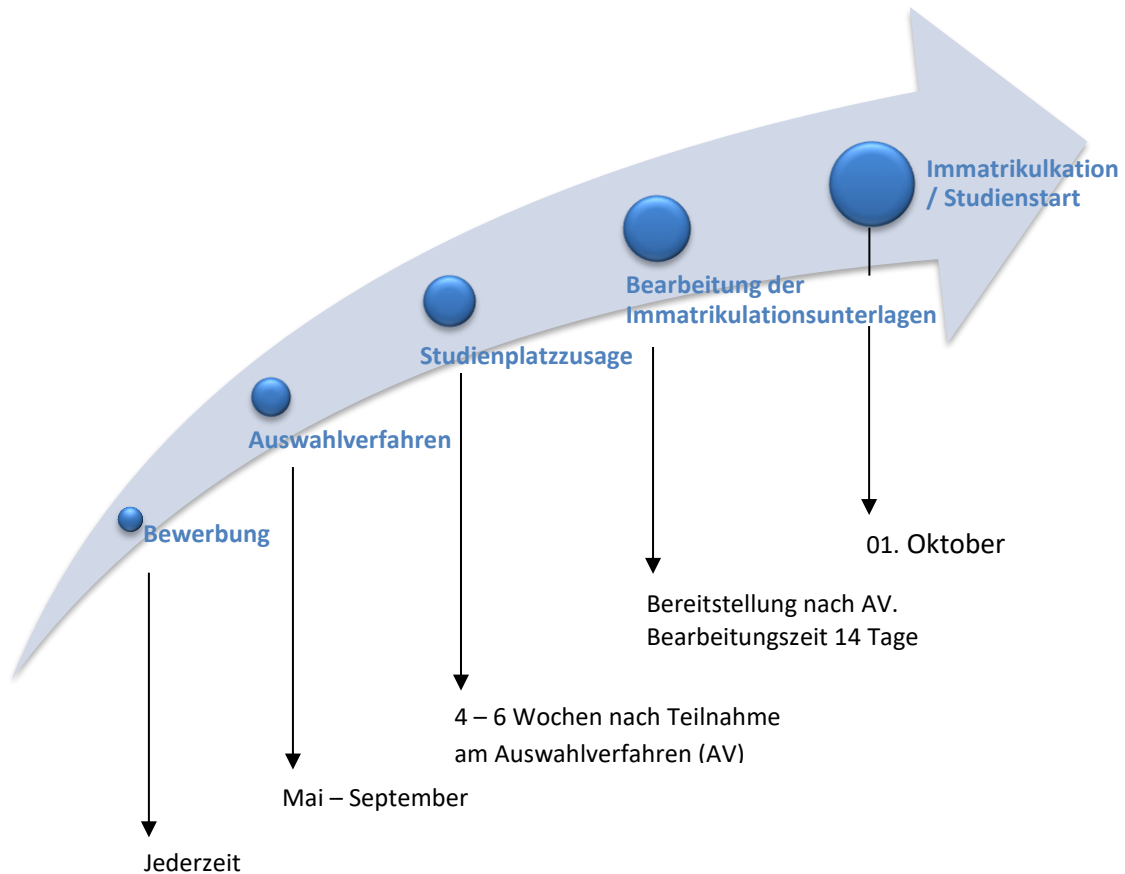 Immatrikulkation
/ Studienstart
Bearbeitung der
Immatrikulationsunterlagen
Studienplatzzusage
Auswahlverfahren
Bewerbung
01. Oktober
Bereitstellung nach AV.
Bearbeitungszeit 14 Tage
4 – 6 Wochen nach Teilnahme
am Auswahlverfahren (AV)
Mai – September
Jederzeit